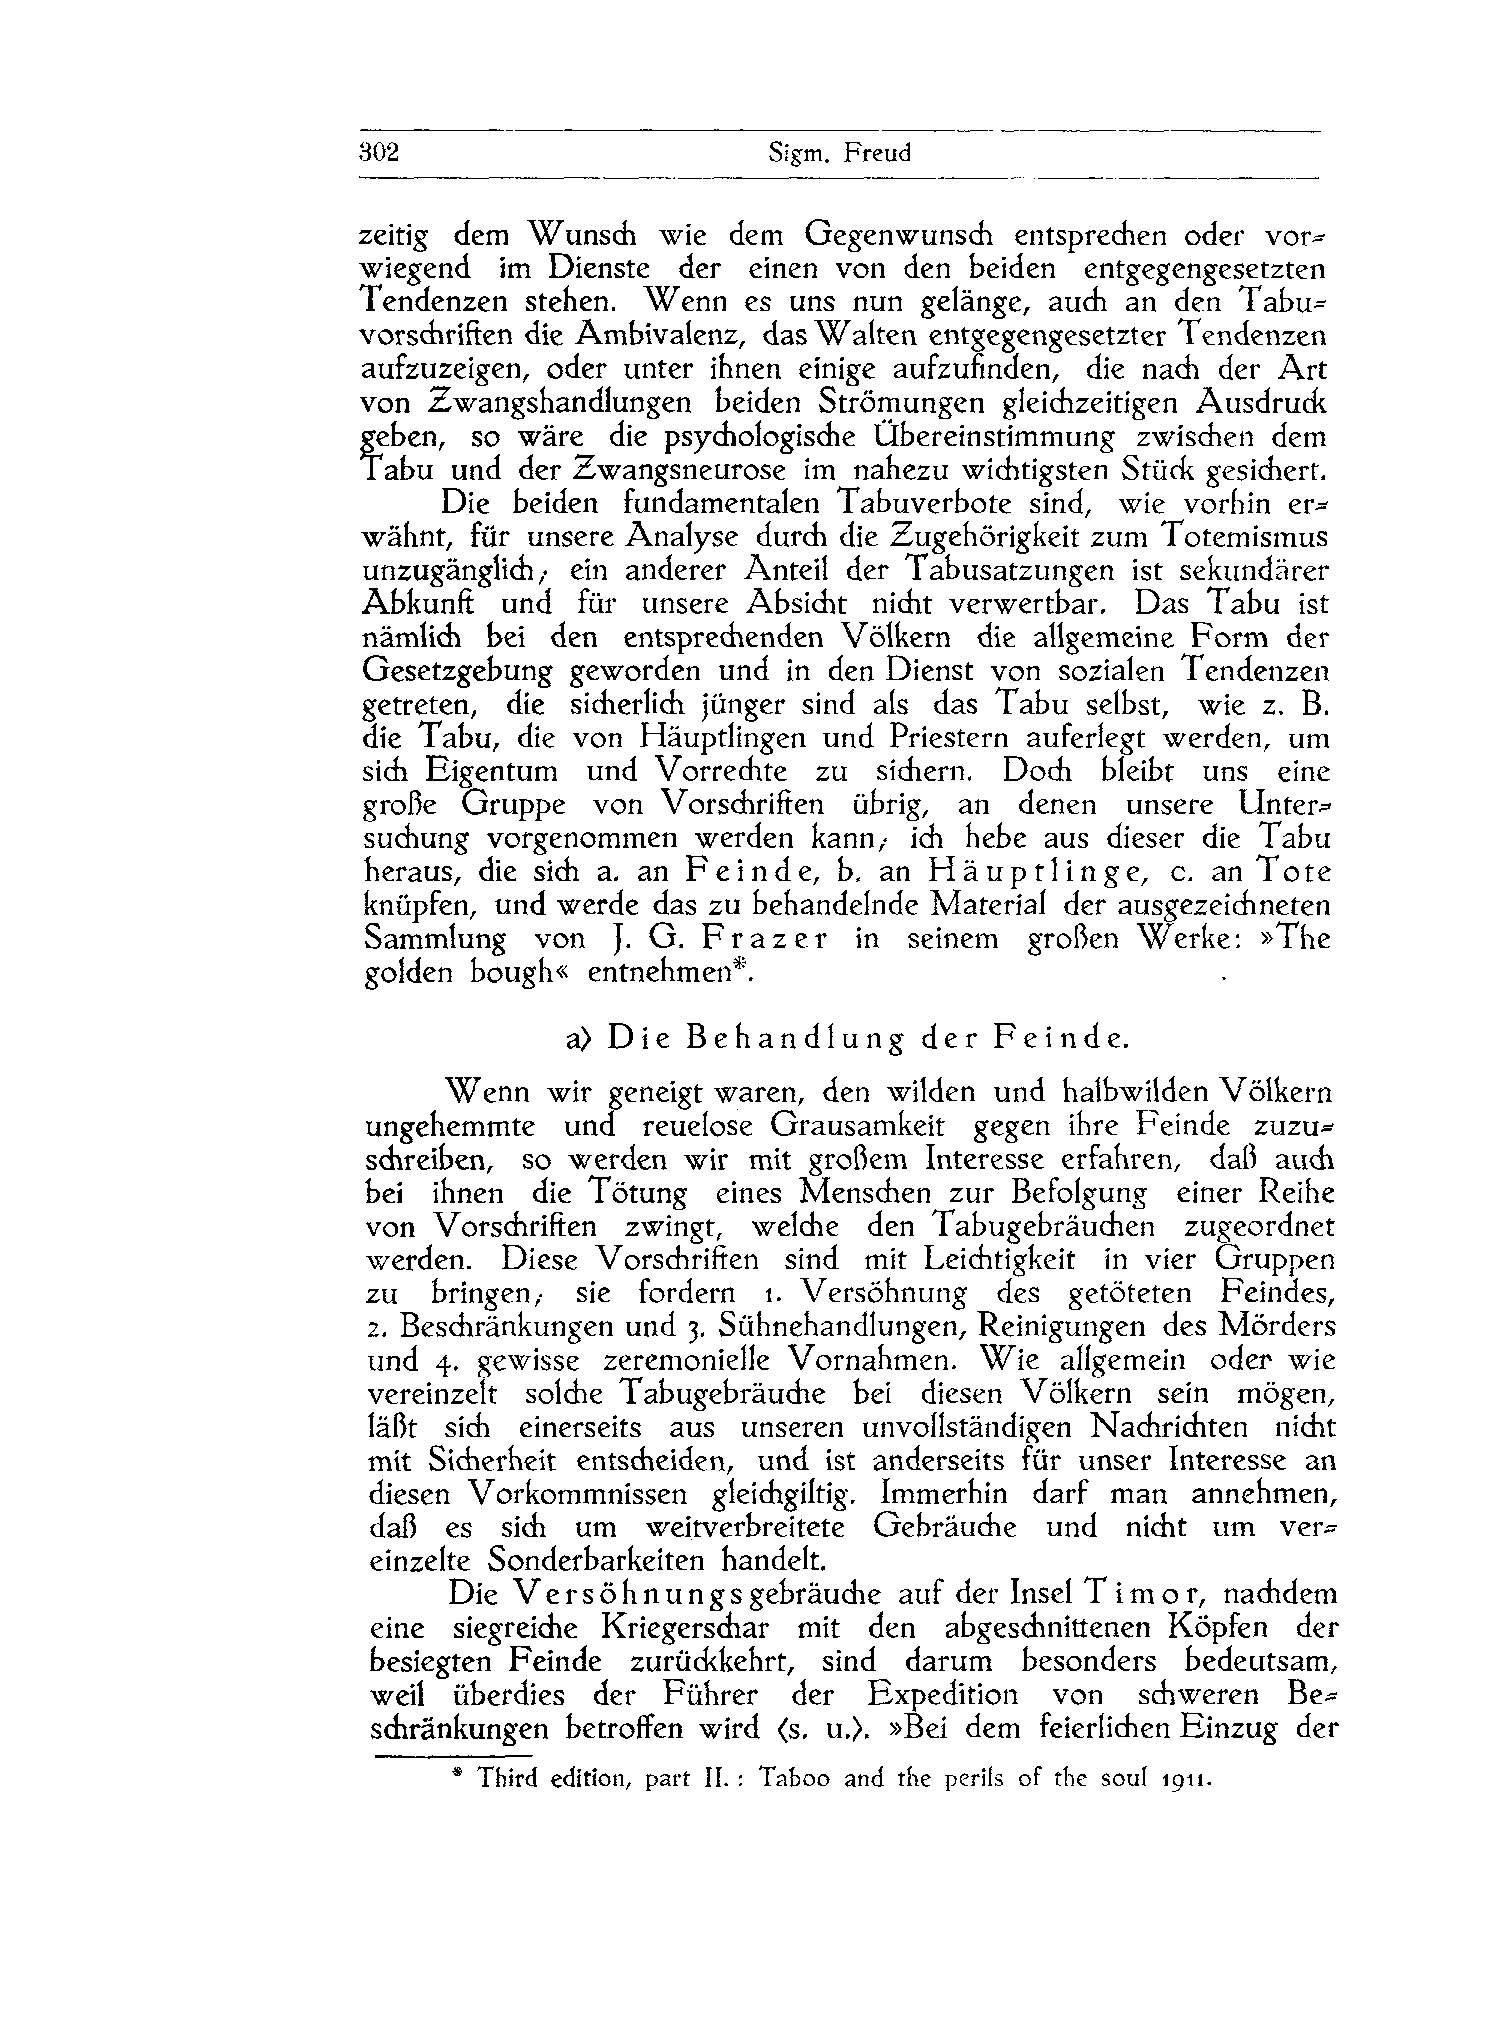 302 Sigm. Freud
zeitig dem Wunsch wie dem Gegenwunsch entsprechen oder vor-
wiegend im Dienste der einen von den beiden entgegengesetzten
Tendenzen stehen. Wenn es uns nun gelänge, auch an den Tabu-
vorschriften die Ambivalenz, das Walten entgegengesetzter Tendenzen
aufzuzeigen, oder unter ihnen einige aufzufinden, die nach der Art
von Zwangshandlungen beiden Strömungen gleichzeitigen Ausdruck
geben, so wäre die psychologische Übereinstimmung zwischen dem
Tabu und der Zwangsneurose im nahezu wichtigsten Stück gesichert.
Die beiden fundamentalen Tabuverbote sind, wie vorhin er-
wähnt, für unsere Analyse durch die Zugehörigkeit zum Totemismus
unzugänglich; ein anderer Anteil der Tabusatzungen ist sekundärer
Abkunft und für unsere Absicht nicht verwertbar. Das Tabu ist
nämlich bei den entsprechenden Völkern die allgemeine Form der
Gesetzgebung geworden und in den Dienst von sozialen Tendenzen
getreten, die sicherlich jünger sind als das Tabu selbst, wie z. B.
die Tabu, die von Häuptlingen und Priestern auferlegt werden, um
sich Eigentum und Vorrechte zu sichern. Doch bleibt uns eine
große Gruppe von Vorschriften übrig, an denen unsere Unter-
suchung vorgenommen werden kann; ich hebe aus dieser die Tabu
heraus, die sich a. an Feinde, b. an Häuptlinge, c. an Tote
knüpfen, und werde das zu behandelnde Material der ausgezeichneten
Sammlung von J. G. Frazer in seinem großen Werke: »The
golden bough« entnehmen*.
a) Die Behandlung der Feinde.
Wenn wir geneigt waren, den wilden und halbwilden Völkern
ungehemmte und reuelose Grausamkeit gegen ihre Feinde zuzu-
schreiben, so werden wir mit großem Interesse erfahren, daß auch
bei ihnen die Tötung eines Menschen zur Befolgung einer Reihe
von Vorschriften zwingt, welche den Tabugebräuchen zugeordnet
werden. Diese Vorschriften sind mit Leichtigkeit in vier Gruppen
zu bringen; sie fordern 1. Versöhnung des getöteten Feindes,
2. Beschränkungen und 3. Sühnehandlungen, Reinigungen des Mörders
und 4. gewisse zeremonielle Vornahmen. Wie allgemein oder wie
vereinzelt solche Tabugebräuche bei diesen Völkern sein mögen,
läßt sich einerseits aus unseren unvollständigen Nachrichten nicht
mit Sicherheit entscheiden, und ist anderseits für unser Interesse an
diesen Vorkommnissen gleichgiltig. Immerhin darf man annehmen,
daß es sich um weitverbreitete Gebräuche und nicht um ver-
einzelte Sonderbarkeiten handelt.
Die Versöhnungsgebräuche auf der Insel Timor, nachdem
eine siegreiche Kriegerschar mit den abgeschnittenen Köpfen der
besiegten Feinde zurückkehrt, sind darum besonders bedeutsam,
weil überdies der Führer der Expedition von schweren Be-
schränkungen betroffen wird (s. u.). »Bei dem feierlichen Einzug der
* Third edition, part II. : Taboo and the perils of the soul 1911.